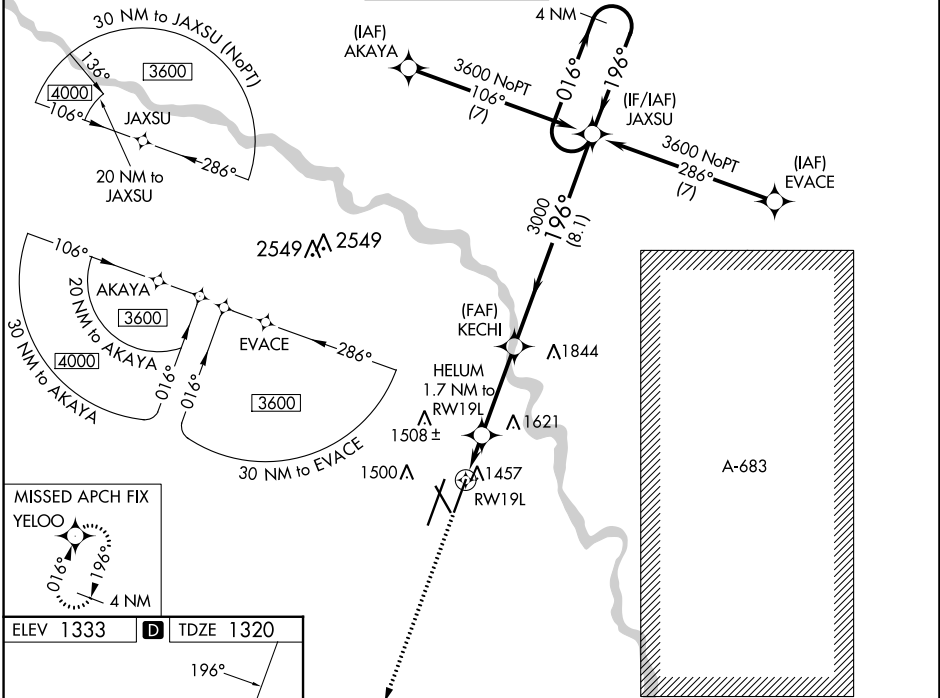 30 NM to JAXSU (NoPT)
136°
3600
4000
106°
JAXSU
286°
20 NM to
JAXSU
4 NM
(IAF)
AKAYA
3600 NoPT
106°
(7)
016°
196°
(IF/IAF)
JAXSU
3600 NoPT
286°
(7)
(IAF)
EVACE
3000
196°
(8.1)
2549
2549
106°
AKAYA
20 NM to AKAYA
3600
30 NM to AKAYA
4000
016°
016°
EVACE
286°
3600
30 NM to EVACE
(FAF)
KECHI
1844
HELUM
1.7 NM to
RW19L
1508 ±
1621
1500
1457
RW19L
A-683
MISSED APCH FIX
YELOO
016°
196°
4 NM
ELEV 1333
D
TDZE 1320
196°